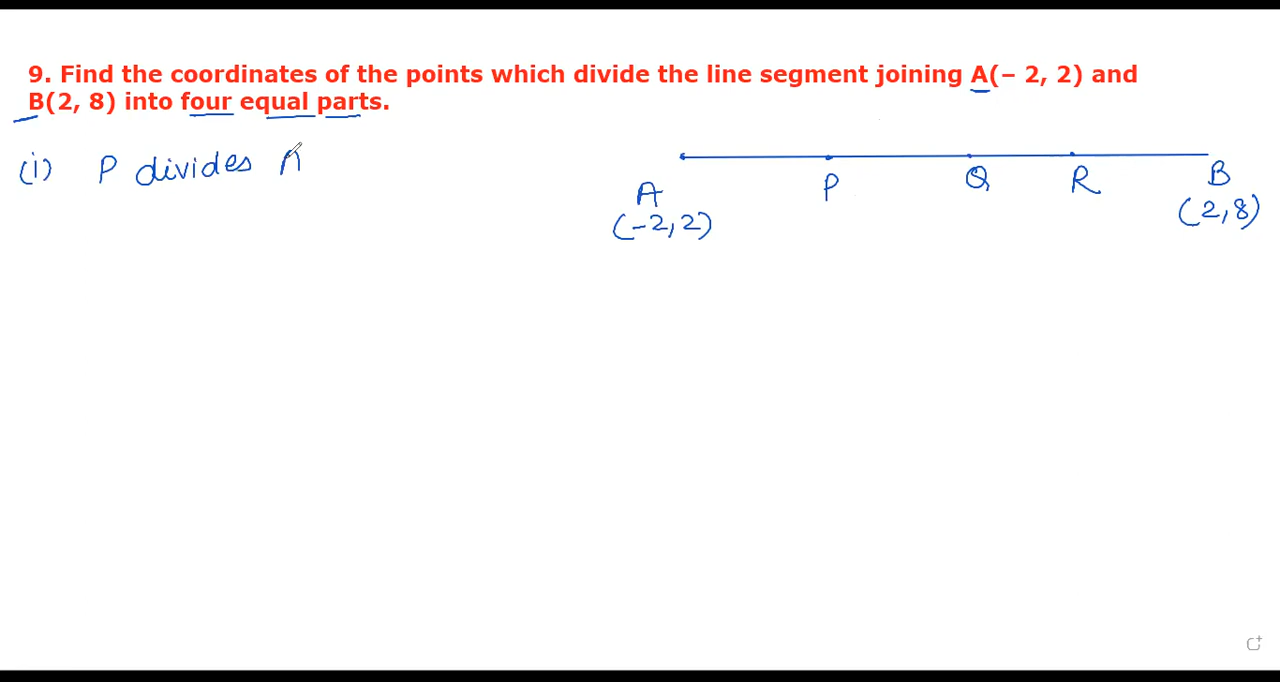 9. Find the coordinates of the points which divide the line segment joining A(– 2, 2) and
B(2, 8) into four equal parts.
(i) P divides A
A P Q R B
(-2,2) (2,8)